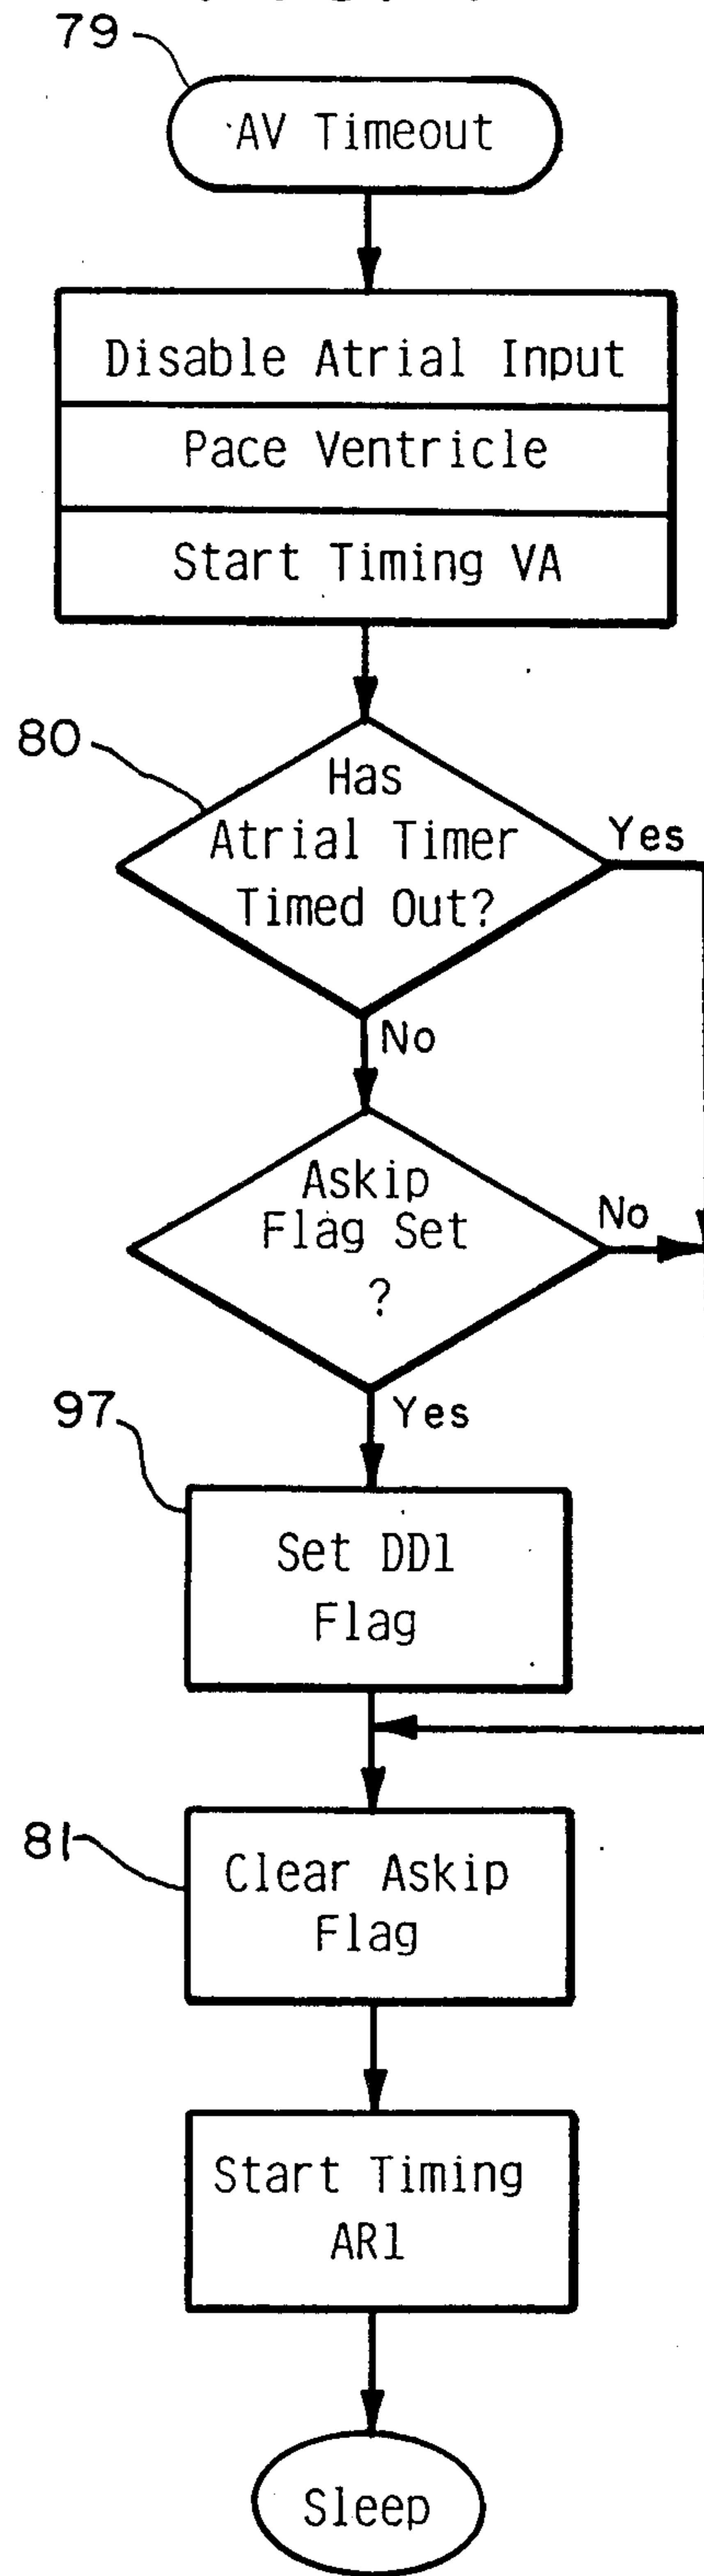 79
AV Timeout
Disable Atrial Input
Pace Ventricle
Start Timing VA
80
Has
Atrial Timer
Timed Out?
Yes
No
Askip
Flag Set
?
No
Yes
97
Set DD1
Flag
81
Clear Askip
Flag
Start Timing
AR1
Sleep